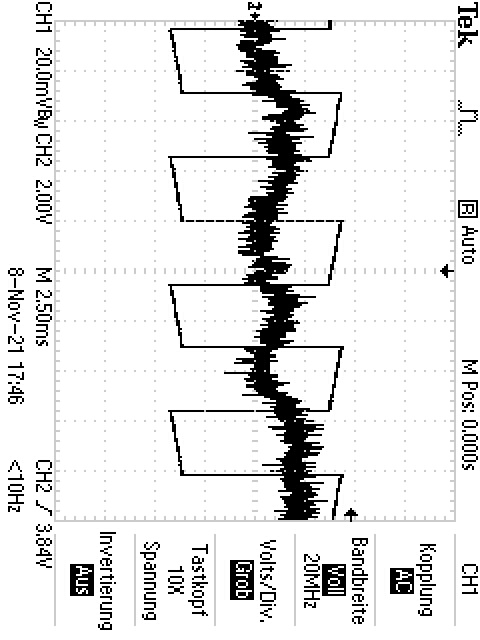 Tek
R Auto
M Pos: 0.000s
CH1
Kopplung
AC
Bandbreite
Voll
20MHz
Volts/Div.
Grob
Tastkopf
10X
Spannung
Invertierung
Aus
2
CH1 20.0mVBW CH2 2.00V M 2.50ms CH2 / 3.84V
8-Nov-21 17:46 <10Hz